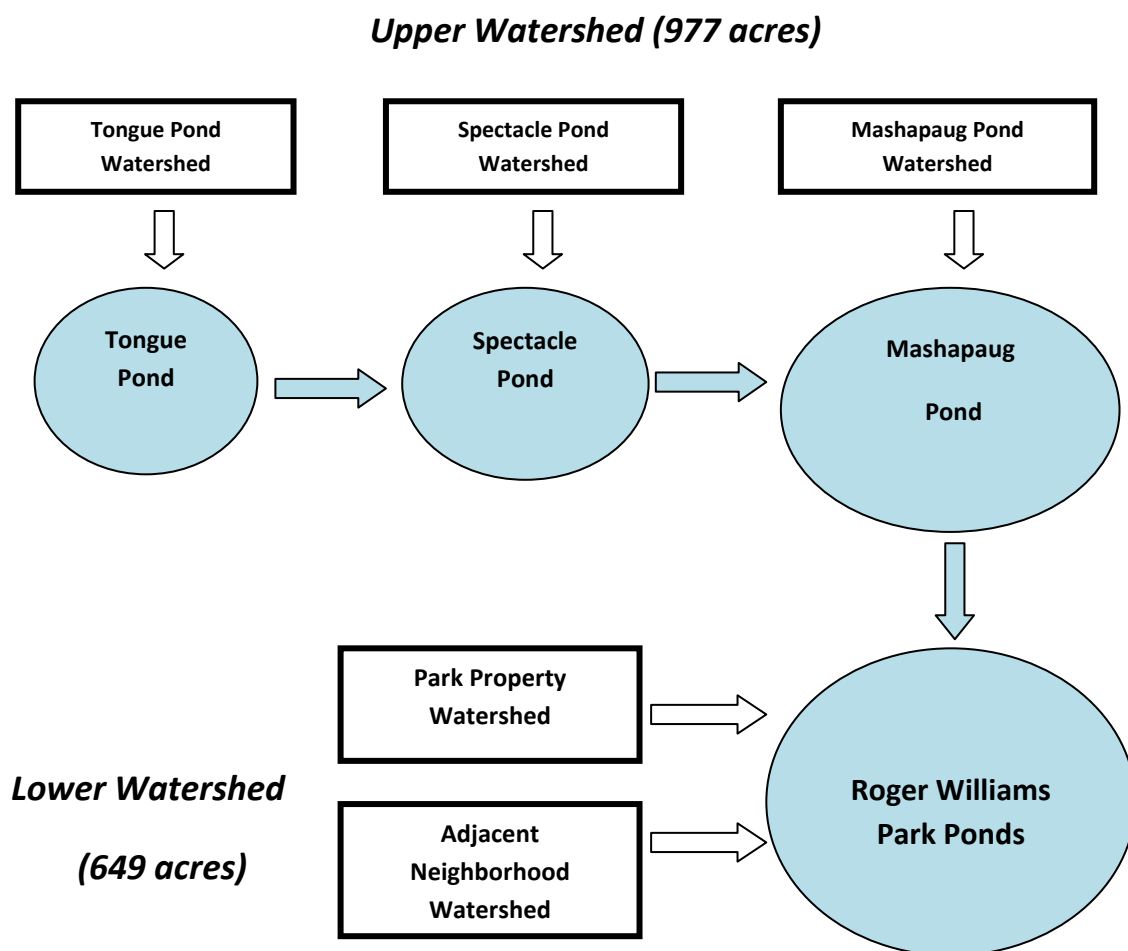 Upper Watershed (977 acres)
Tongue Pond
Watershed
Spectacle Pond
Watershed
Mashapaug Pond
Watershed
Tongue
Pond
Spectacle
Pond
Mashapaug
Pond
Park Property
Watershed
Lower Watershed
(649 acres)
Adjacent
Neighborhood
Watershed
Roger Williams
Park Ponds